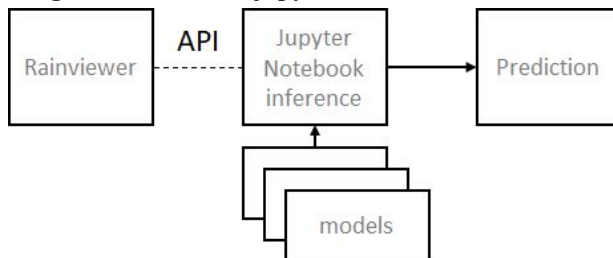 API
Rainviewer
Jupyter
Notebook
inference
Prediction
models